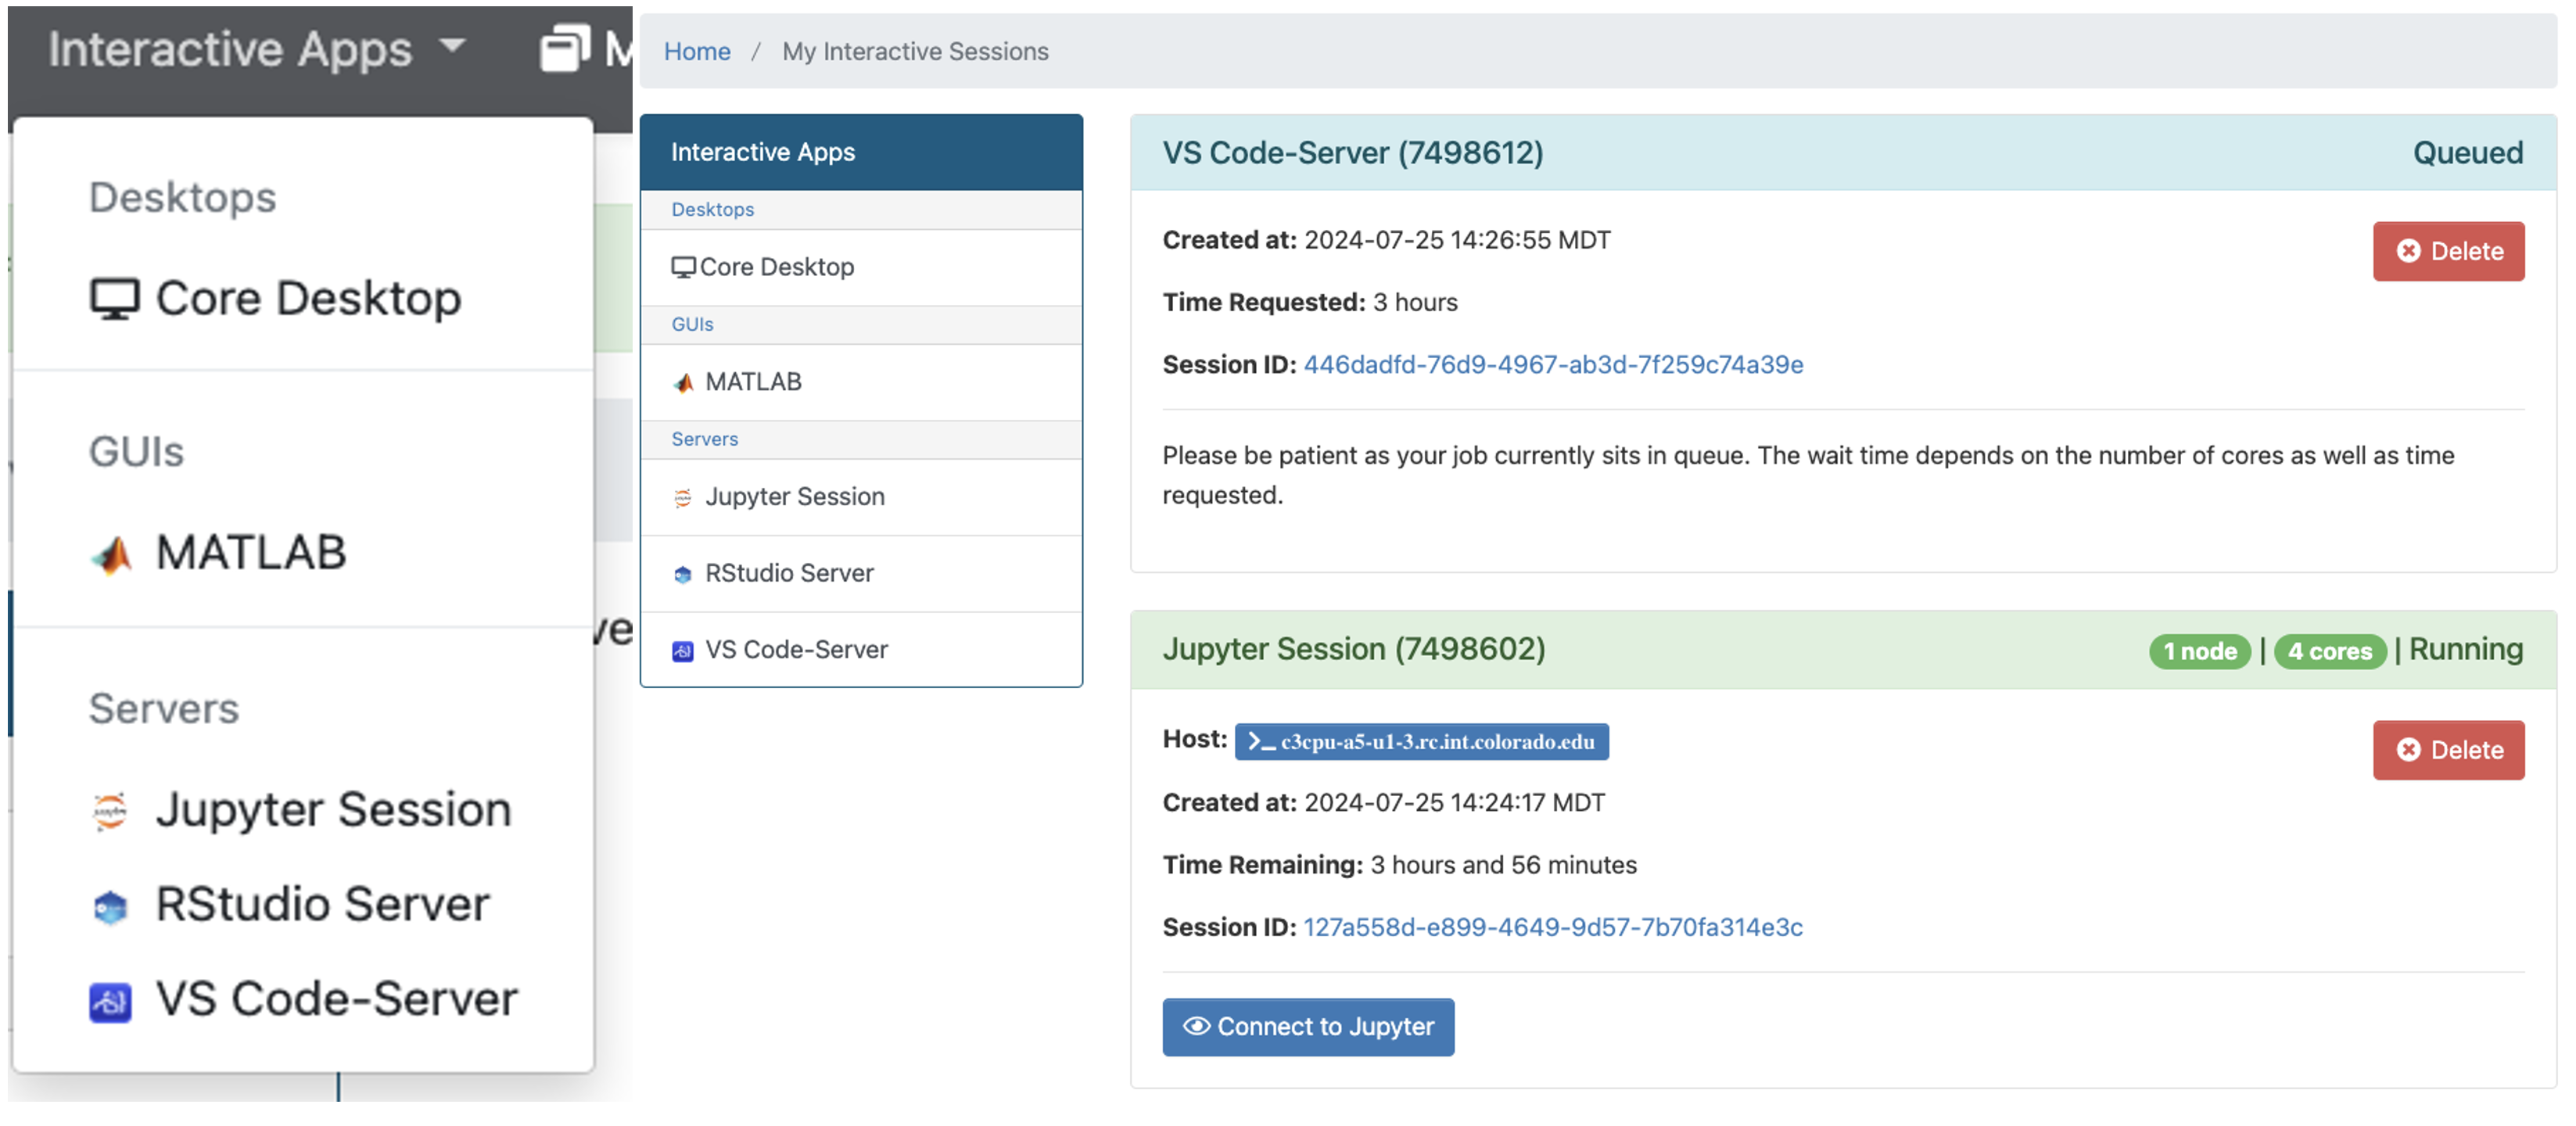 Interactive Apps
Desktops
Core Desktop
GUIs
MATLAB
Servers
Jupyter Session
RStudio Server
VS Code-Server
ve
Home / My Interactive Sessions
Interactive Apps
Desktops
Core Desktop
GUIs
MATLAB
Servers
Jupyter Session
RStudio Server
VS Code-Server
VS Code-Server (7498612) Queued
Created at: 2024-07-25 14:26:55 MDT
Delete
Time Requested: 3 hours
Session ID: 446dadfd-76d9-4967-ab3d-7f259c74a39e
Please be patient as your job currently sits in queue. The wait time depends on the number of cores as well as time
requested.
Jupyter Session (7498602) 1 node | 4 cores | Running
Host: >_ c3cpu-a5-u1-3.rc.int.colorado.edu
Delete
Created at: 2024-07-25 14:24:17 MDT
Time Remaining: 3 hours and 56 minutes
Session ID: 127a558d-e899-4649-9d57-7b70fa314e3c
Connect to Jupyter